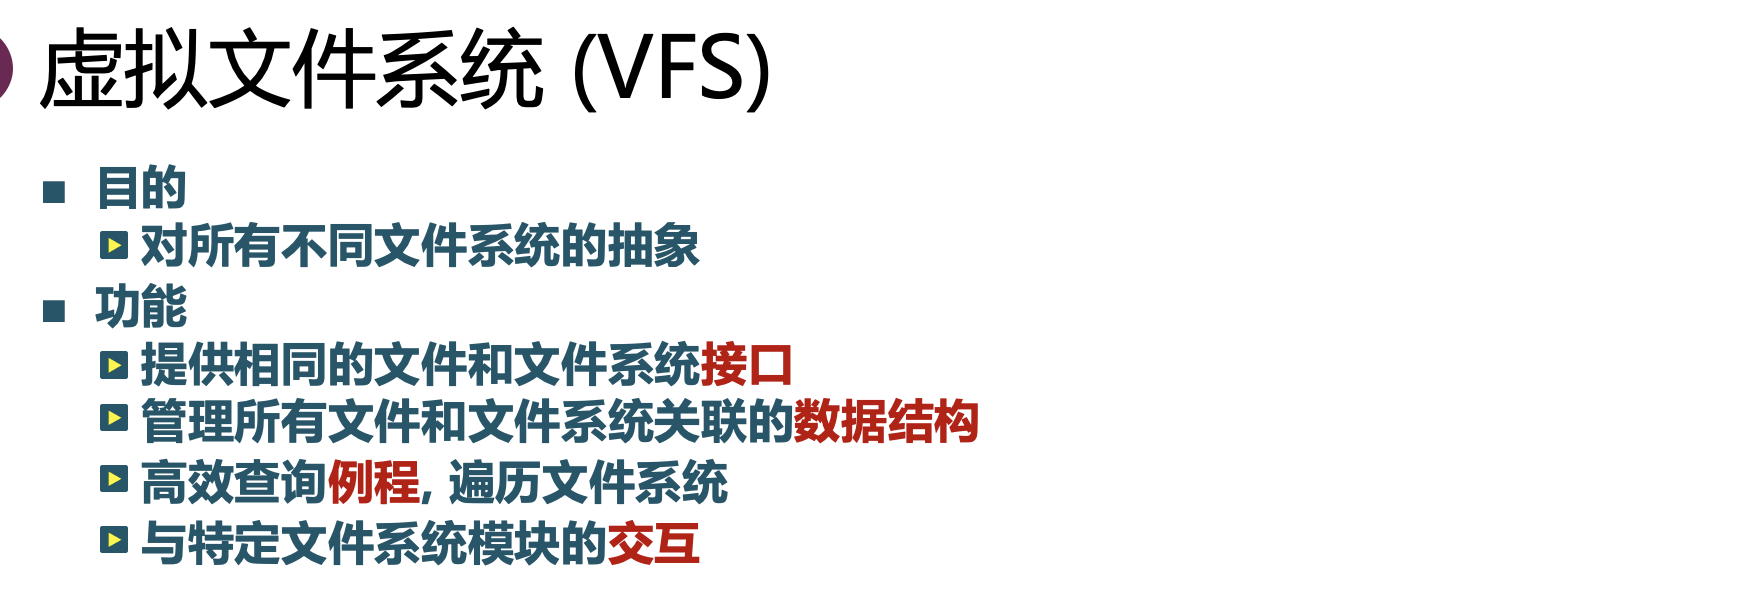 虚拟文件系统 (VFS)
目的
对所有不同文件系统的抽象
功能
提供相同的文件和文件系统接口
管理所有文件和文件系统关联的数据结构
高效查询例程, 遍历文件系统
与特定文件系统模块的交互